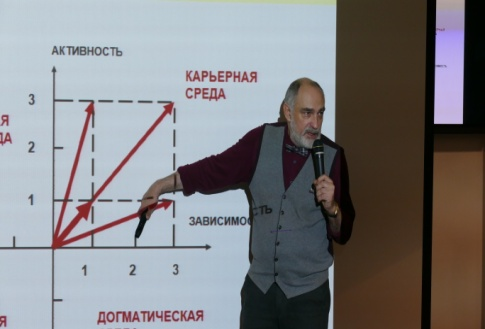 АКТИВНОСТЬ
КАРЬЕРНАЯ
СРЕДА
3
2
1
ЗАВИСИМОСТЬ
1 2 3
ДОГМАТИЧЕСКАЯ